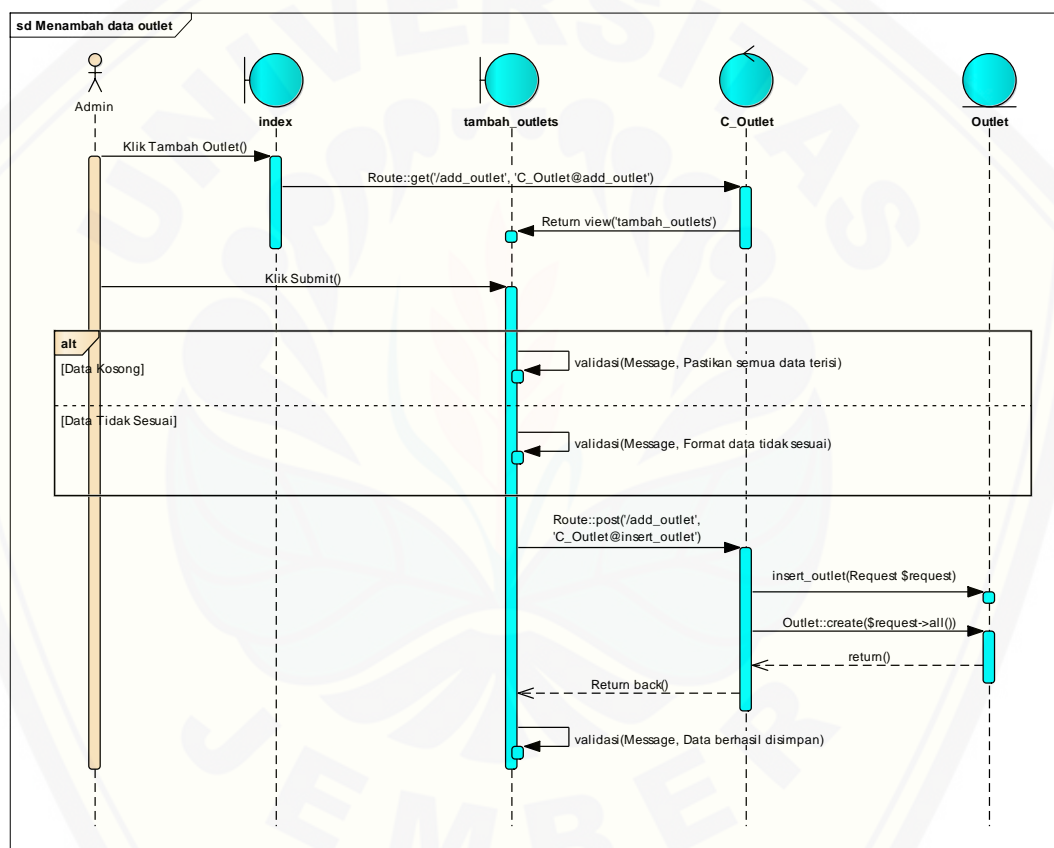 sd Menambah data outlet
Admin
index
tambah_outlets
C_Outlet
Outlet
Klik Tambah Outlet()
Route::get('/add_outlet', 'C_Outlet@add_outlet')
Return view('tambah_outlets')
Klik Submit()
alt
[Data Kosong]
validasi(Message, Pastikan semua data terisi)
[Data Tidak Sesuai]
validasi(Message, Format data tidak sesuai)
Route::post('/add_outlet',
'C_Outlet@insert_outlet')
insert_outlet(Request $request)
Outlet::create($request->all())
return()
Return back()
validasi(Message, Data berhasil disimpan)
UNIVERSITAS
JEMBER